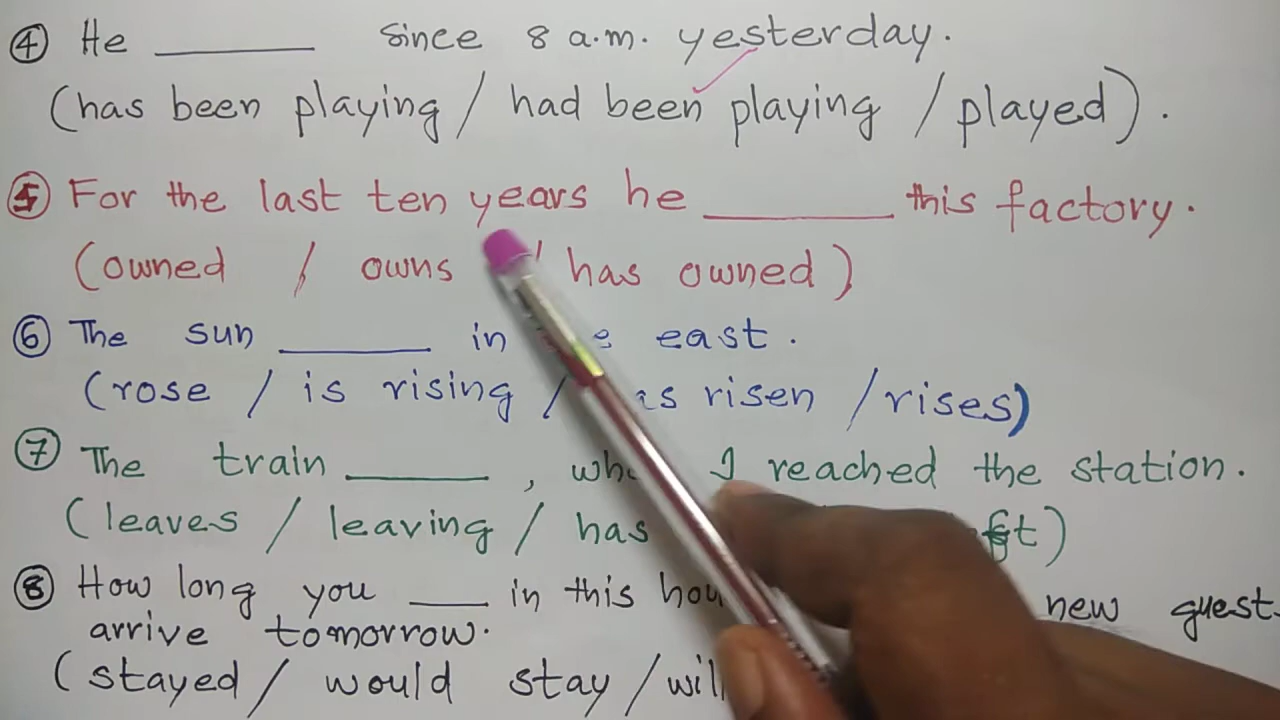 ④ He ______ since 8 a.m. yesterday.
(has been playing / had been playing / played).
⑤ For the last ten years he ______ this factory.
(owned / owns / has owned)
⑥ The sun ______ in east.
(rose / is rising / risen / rises)
⑦ The train ______, I reached the station.
(leaves / leaving / has
⑧ How long you ____ in this new guest
arrive tomorrow.
(stayed / would stay /